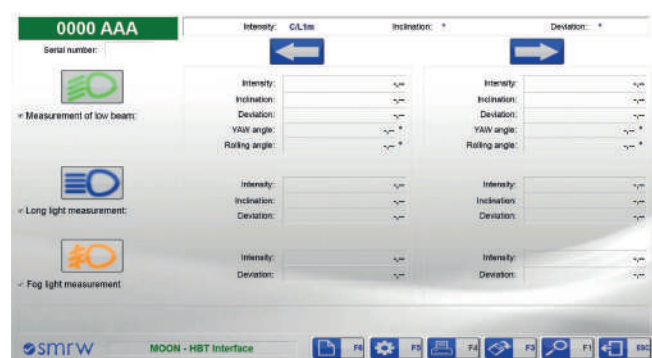 0000 AAA
Intensity: C/L1m Inclination: ° Deviation: °
Serial number:
Intensity: -,-- Intensity: -,--
Inclination: -,-- Inclination: -,--
Measurement of low beam: Deviation: -,-- Deviation: -,--
YAW angle: -,-- ° YAW angle: -,-- °
Rolling angle: -,-- ° Rolling angle: -,-- °
Intensity: -,-- Intensity: -,--
Inclination: -,-- Inclination: -,--
Long light measurement: Deviation: -,-- Deviation: -,--
Intensity: -,-- Intensity: -,--
Deviation: -,-- Deviation: -,--
Fog light measurement
smrw MOON - HBT Interface F6 F5 F4 F3 F1 ESC